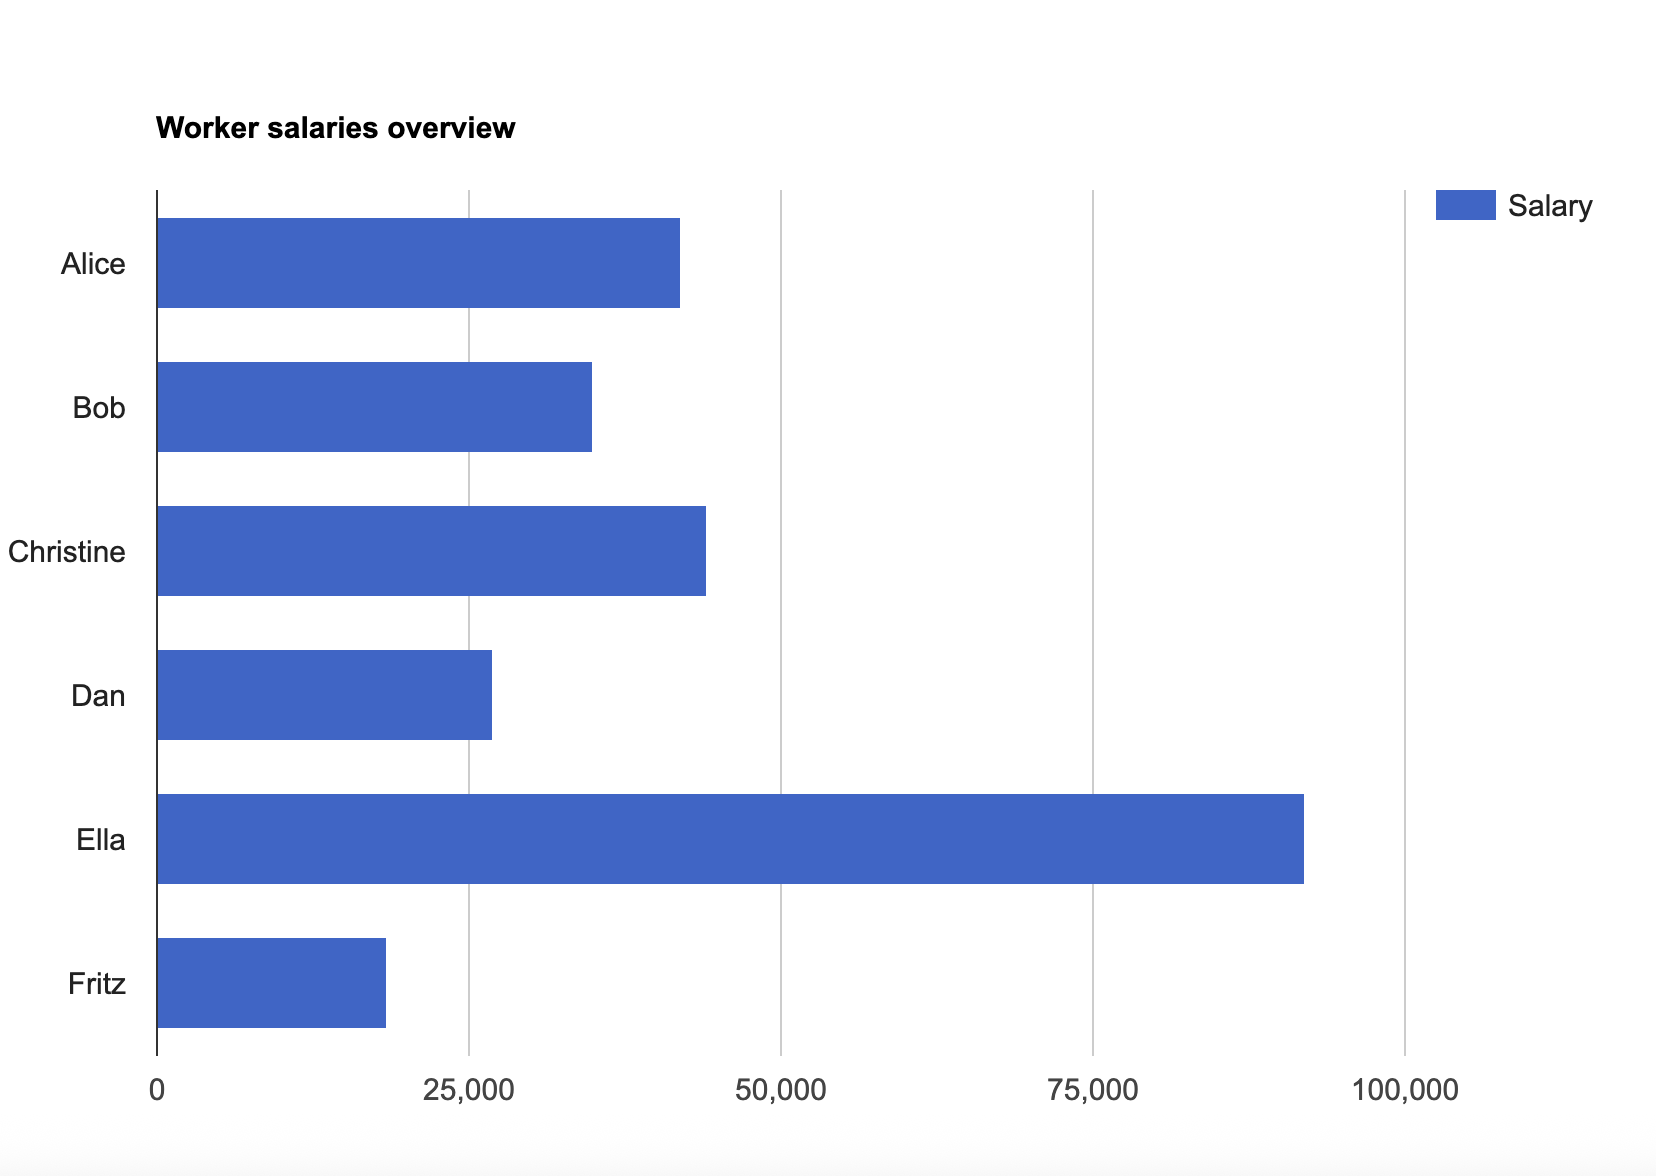 Worker salaries overview
Salary
Alice
Bob
Christine
Dan
Ella
Fritz
0 25,000 50,000 75,000 100,000